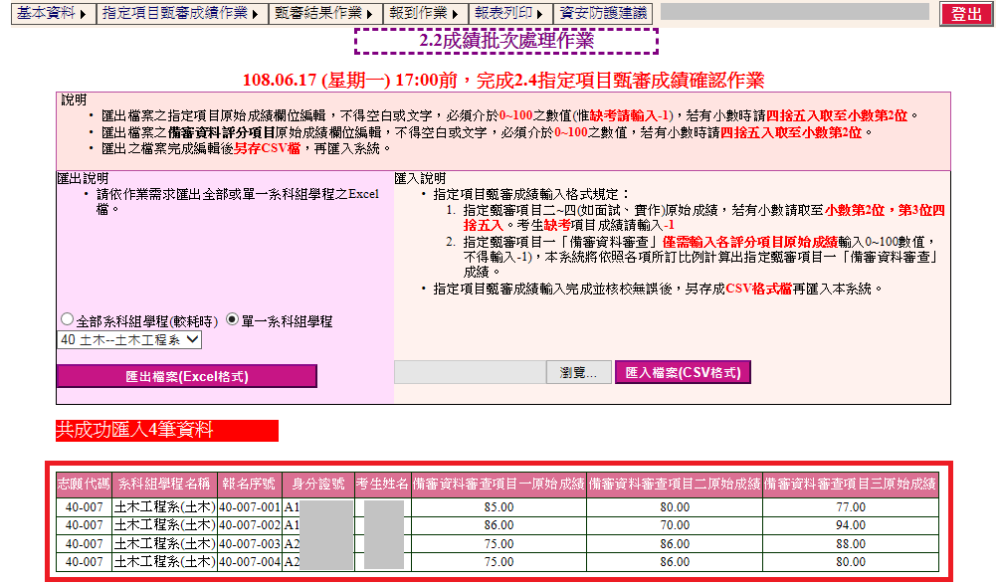 基本資料 ▸ 指定項目甄審成績作業 ▸ 甄審結果作業 ▸ 報到作業 ▸ 報表列印 ▸ 資安防護建議 登出
2.2成績批次處理作業
108.06.17 (星期一) 17:00前，完成2.4指定項目甄審成績確認作業
說明
• 匯出檔案之指定項目原始成績欄位編輯，不得空白或文字，必須介於0~100之數值(惟缺考請輸入-1)，若有小數時請四捨五入取至小數第2位。
• 匯出檔案之備審資料評分項目原始成績欄位編輯，不得空白或文字，必須介於0~100之數值，若有小數時請四捨五入取至小數第2位。
• 匯出之檔案完成編輯後另存CSV檔，再匯入系統。
匯出說明
• 請依作業需求匯出全部或單一系科組學程之Excel
檔。
全部系科組學程(較耗時) 單一系科組學程
40 土木--土木工程系
匯出檔案(Excel格式)
匯入說明
• 指定項目甄審成績輸入格式規定：
1. 指定甄審項目二~四(如面試、實作)原始成績，若有小數請取至小數第2位，第3位四
捨五入。考生缺考項目成績請輸入-1
2. 指定甄審項目一「備審資料審查」僅需輸入各評分項目原始成績輸入0~100數值，
不得輸入-1)，本系統將依照各項所訂比例計算出指定甄審項目一「備審資料審查」
成績。
• 指定項目甄審成績輸入完成並核校無誤後，另存成CSV格式檔再匯入本系統。
瀏覽... 匯入檔案(CSV格式)
共成功匯入4筆資料
志願代碼 系科組學程名稱 報名序號 身分證號 考生姓名 備審資料審查項目一原始成績 備審資料審查項目二原始成績 備審資料審查項目三原始成績
40-007 土木工程系(土木) 40-007-001 A1 85.00 80.00 77.00
40-007 土木工程系(土木) 40-007-002 A1 86.00 70.00 94.00
40-007 土木工程系(土木) 40-007-003 A2 75.00 86.00 88.00
40-007 土木工程系(土木) 40-007-004 A2 75.00 86.00 80.00